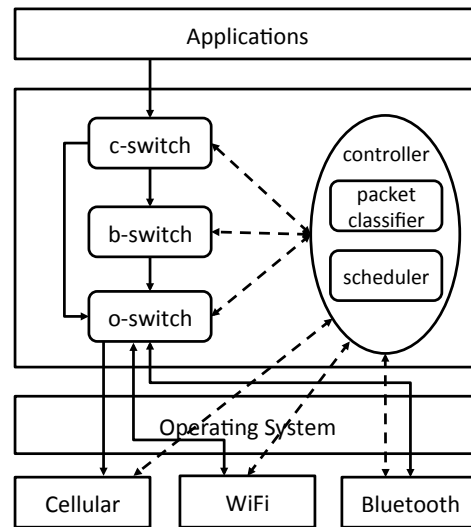 Applications
c-switch
b-switch
o-switch
controller
packet
classifier
scheduler
Operating System
Cellular
WiFi
Bluetooth